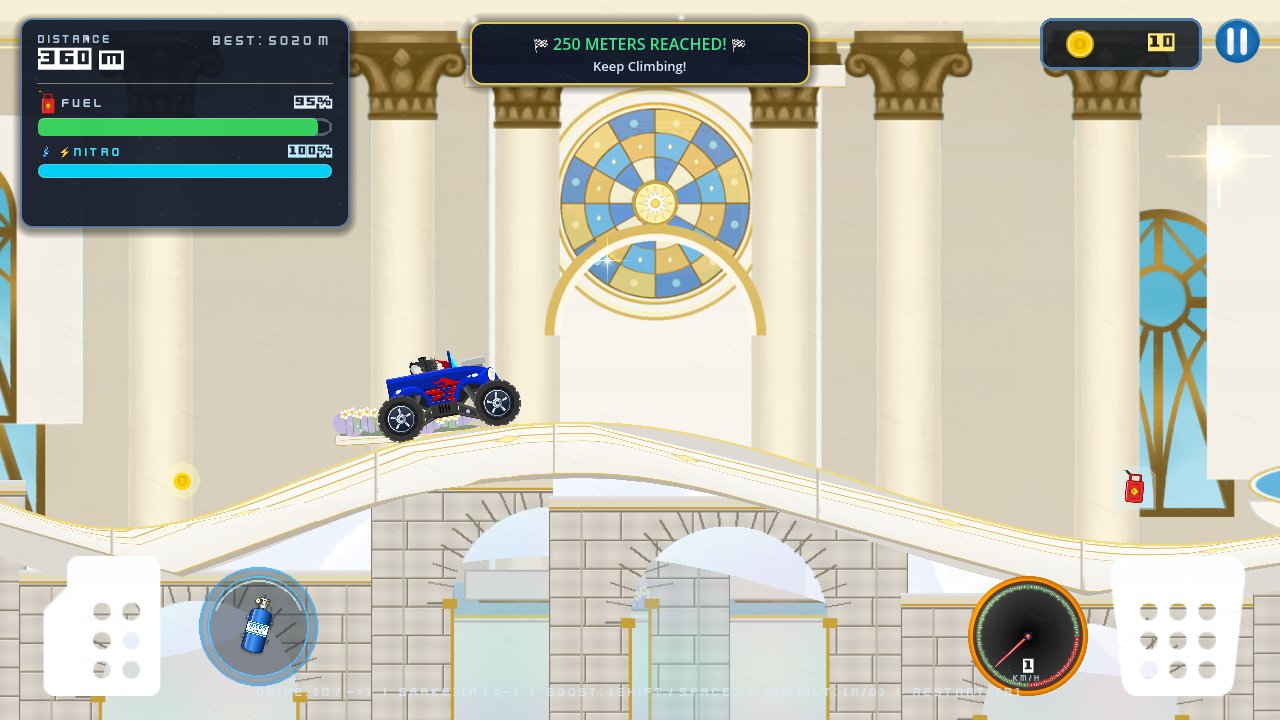 DISTANCE
BEST: 5020 M
360 m
FUEL
95%
⚡NITRO
100%
🏁 250 METERS REACHED! 🏁
Keep Climbing!
10
1
KM/H